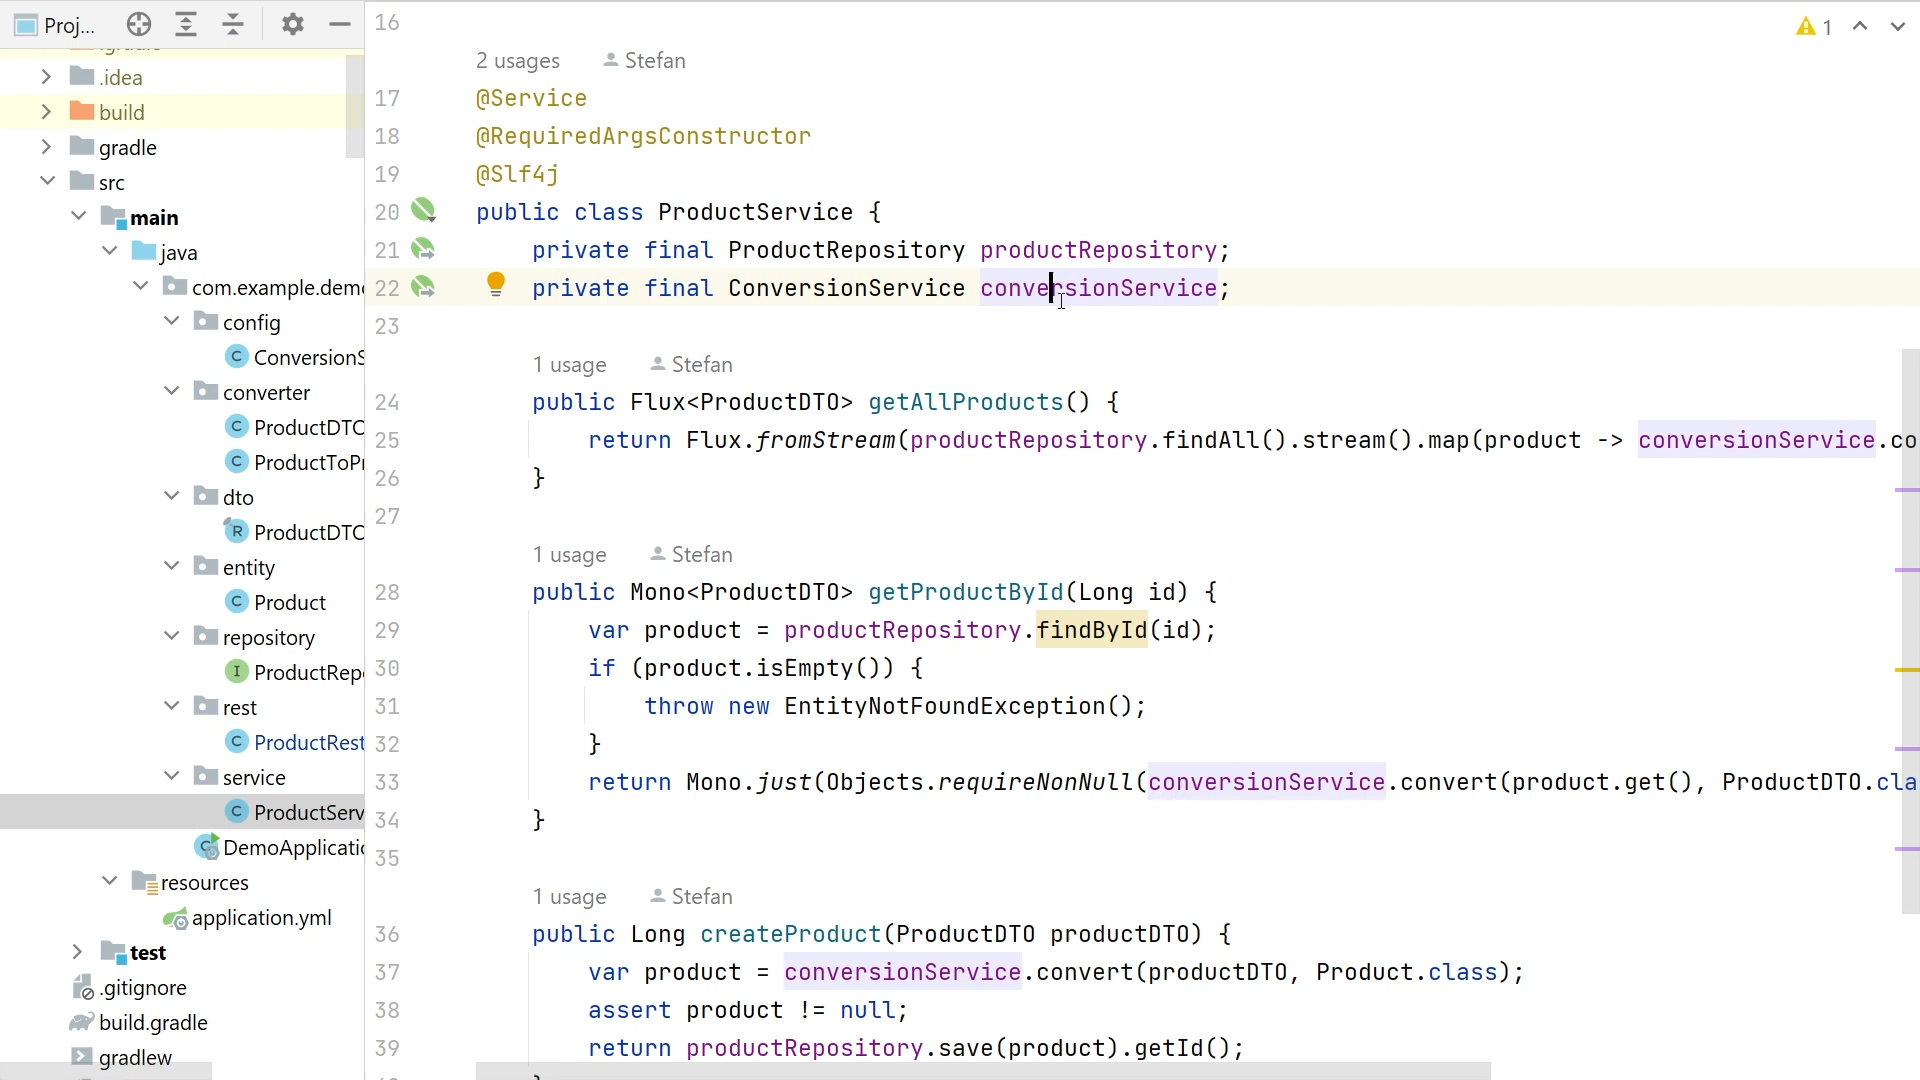 Proj...
.idea
build
gradle
src
main
java
com.example.demo
config
ConversionS
converter
ProductDTO
ProductToPr
dto
ProductDTO
entity
Product
repository
ProductRepo
rest
ProductRest
service
ProductServ
DemoApplicatio
resources
application.yml
test
.gitignore
build.gradle
gradlew
1
16
2 usages Stefan
17 @Service
18 @RequiredArgsConstructor
19 @Slf4j
20 public class ProductService {
21 private final ProductRepository productRepository;
22 private final ConversionService conversionService;
23
1 usage Stefan
24 public Flux<ProductDTO> getAllProducts() {
25 return Flux.fromStream(productRepository.findAll().stream().map(product -> conversionService.co
26 }
27
1 usage Stefan
28 public Mono<ProductDTO> getProductById(Long id) {
29 var product = productRepository.findById(id);
30 if (product.isEmpty()) {
31 throw new EntityNotFoundException();
32 }
33 return Mono.just(Objects.requireNonNull(conversionService.convert(product.get(), ProductDTO.cla
34 }
35
1 usage Stefan
36 public Long createProduct(ProductDTO productDTO) {
37 var product = conversionService.convert(productDTO, Product.class);
38 assert product != null;
39 return productRepository.save(product).getId();